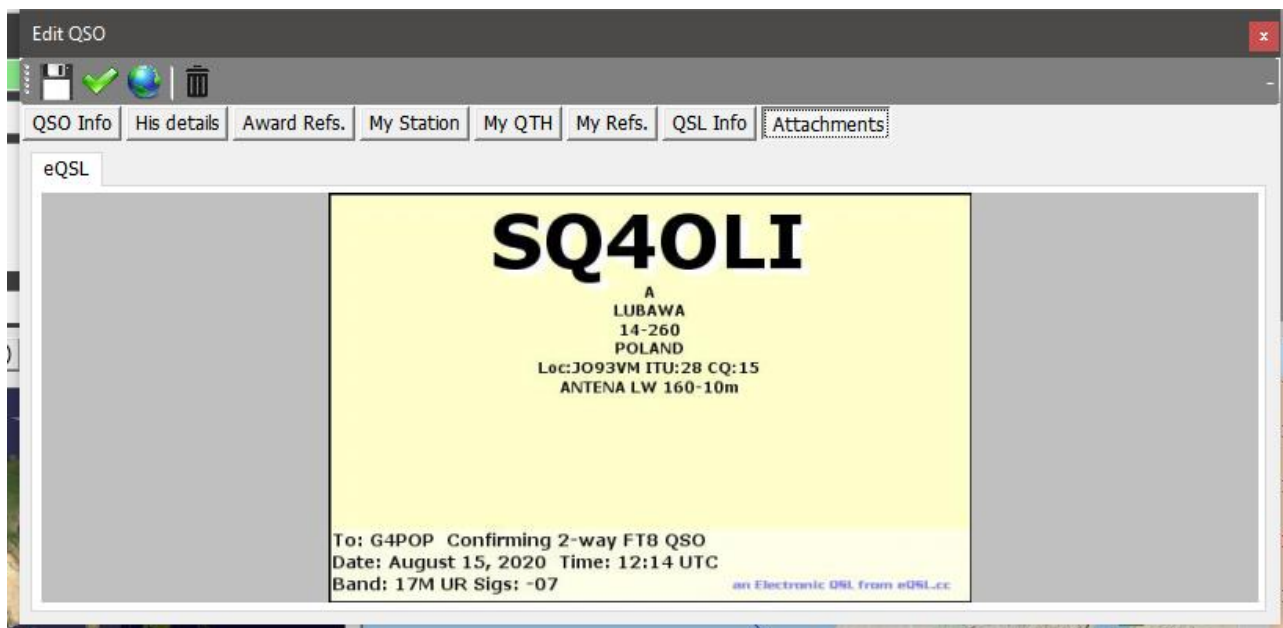 Edit QSO
x
QSO Info His details Award Refs. My Station My QTH My Refs. QSL Info Attachments
eQSL
SQ4OLI
A
LUBAWA
14-260
POLAND
Loc:JO93VM ITU:28 CQ:15
ANTENA LW 160-10m
To: G4POP Confirming 2-way FT8 QSO
Date: August 15, 2020 Time: 12:14 UTC
Band: 17M UR Sigs: -07
an Electronic QSL from eQSL.cc